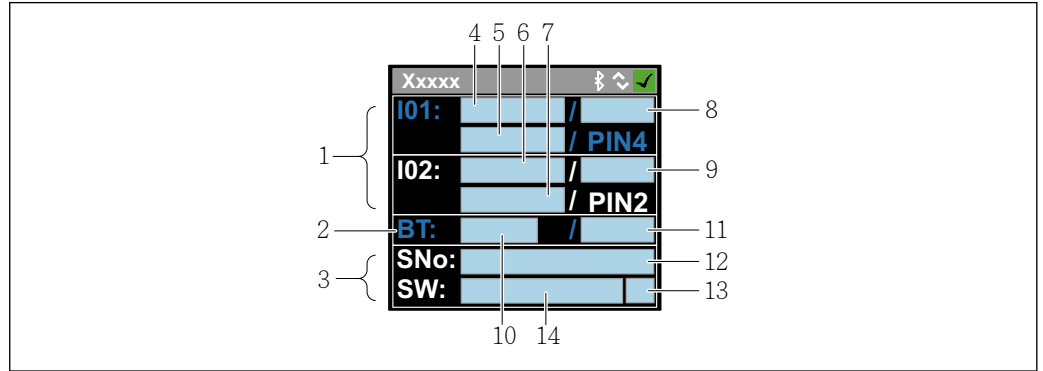 4 5 6 7
Xxxxx
I01: / 8
1 / PIN4
I02: / 9
/ PIN2
2 BT: / 11
3 SNo: 12
SW: 13
10 14